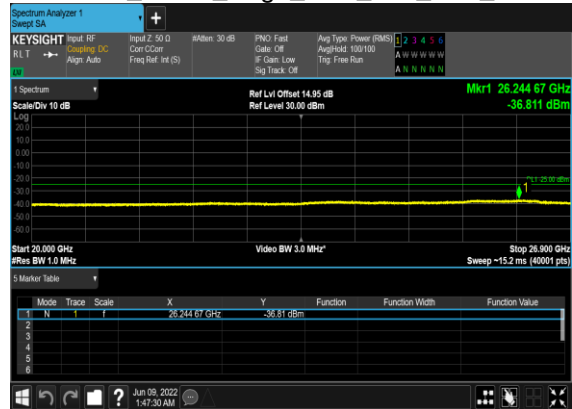 Spectrum Analyzer 1
Swept SA
+
KEYSIGHT
RLT
Input: RF
Coupling: DC
Align: Auto
Input Z: 50 Ω
Corr CCorr
Freq Ref: Int (S)
#Atten: 30 dB
PNO: Fast
Gate: Off
IF Gain: Low
Sig Track: Off
Avg Type: Power (RMS)
Avg|Hold: 100/100
Trig: Free Run
1 2 3 4 5 6
A W W W W W
A N N N N N
1 Spectrum
Scale/Div 10 dB
Ref Lvl Offset 14.95 dB
Ref Level 30.00 dBm
Mkr1 26.244 67 GHz
-36.811 dBm
Log
20.0
10.0
0.00
-10.0
-20.0
-30.0
-40.0
-50.0
-60.0
DL1 -25.00 dBm
1
Start 20.000 GHz
#Res BW 1.0 MHz
Video BW 3.0 MHz*
Stop 26.900 GHz
Sweep ~15.2 ms (40001 pts)
5 Marker Table
Mode Trace Scale X Y Function Function Width Function Value
1 N 1 f 26.244 67 GHz -36.81 dBm
2
3
4
5
6
?
Jun 09, 2022
1:47:30 AM